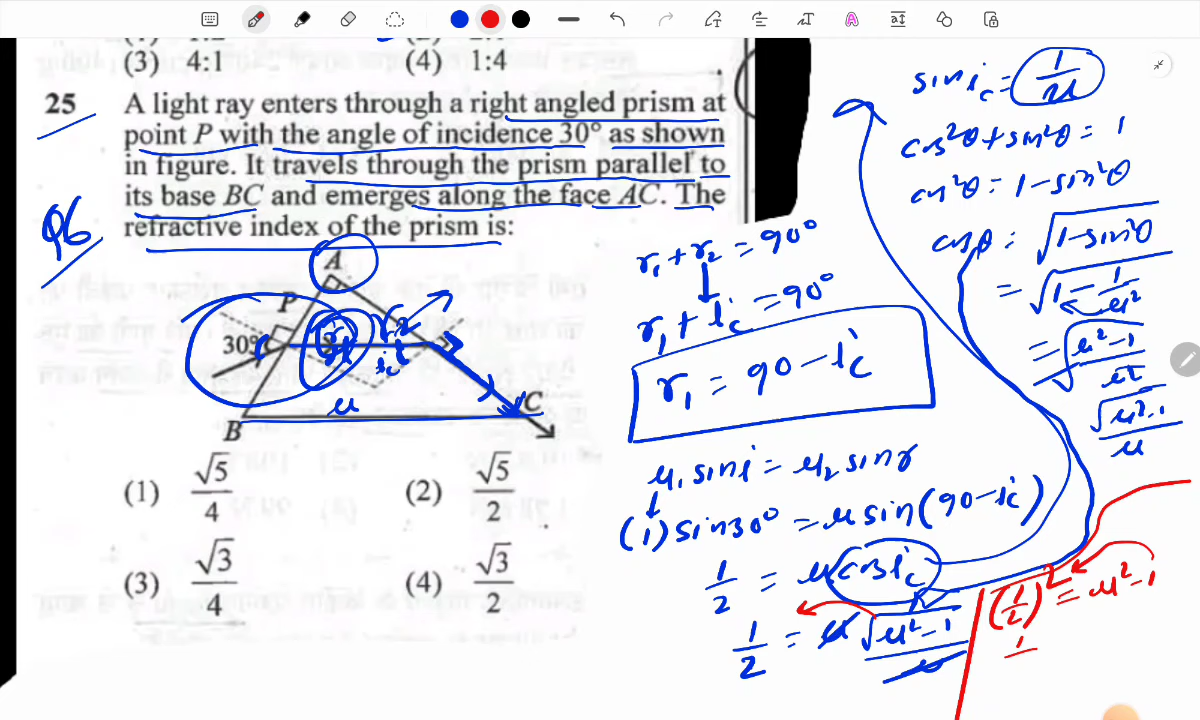 (3) 4:1 (4) 1:4
25 A light ray enters through a right angled prism at
point P with the angle of incidence 30° as shown
in figure. It travels through the prism parallel to
its base BC and emerges along the face AC. The
refractive index of the prism is:
Q6
A
P
30°
r₁
r₂
i_c
μ
B
C
(1) √5/4
(2) √5/2
(3) √3/4
(4) √3/2
r₁ + r₂ = 90°
r₁ + i_c = 90°
r₁ = 90 - i_c
μ₁ sin i = μ₂ sin r
(1) sin 30° = μ sin(90 - i_c)
1/2 = μ cos i_c
1/2 = μ √μ²-1/μ
sin i_c = 1/μ
cos²θ + sin²θ = 1
cos²θ = 1 - sin²θ
cosθ = √1-sin²θ
= √1 - 1/μ²
= √μ²-1/μ²
√μ²-1/μ
(1/2)² = μ²-1
1